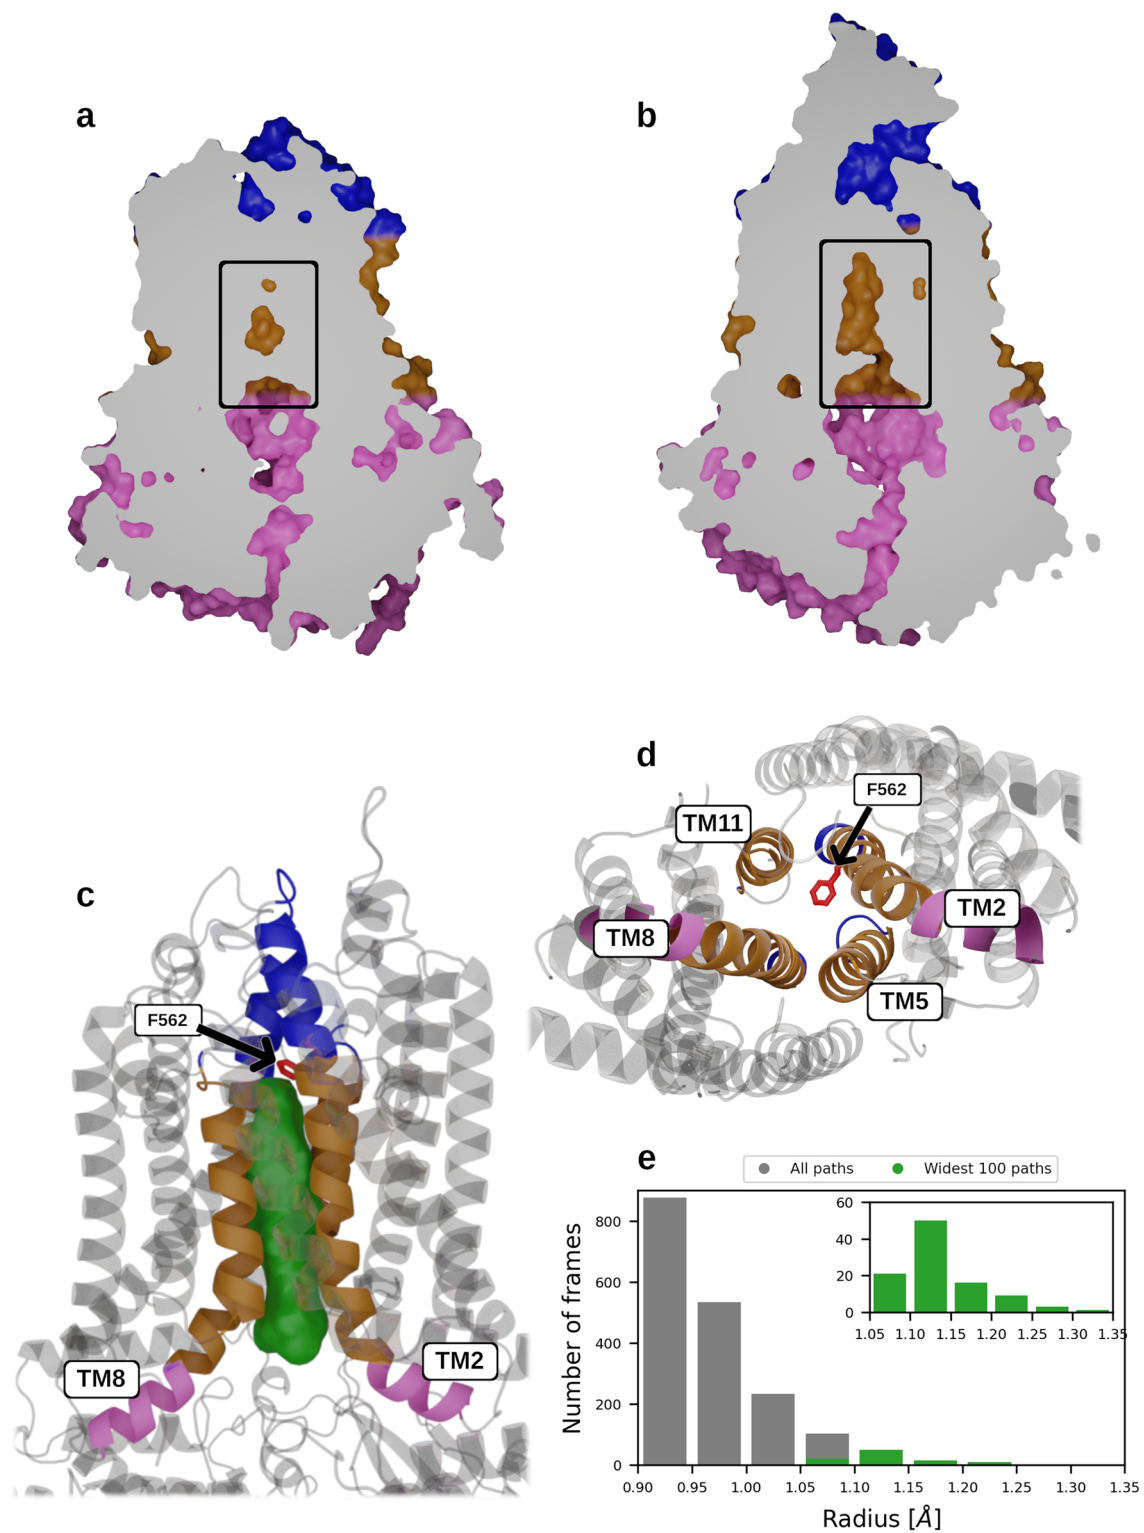 a
b
c
F562
TM8
TM2
d
F562
TM11
TM2
TM8
TM5
e
All paths
Widest 100 paths
Number of frames
800
600
400
200
0
0.90 0.95 1.00 1.05 1.10 1.15 1.20 1.25 1.30 1.35
Radius [Å]
60
40
20
0
1.05 1.10 1.15 1.20 1.25 1.30 1.35